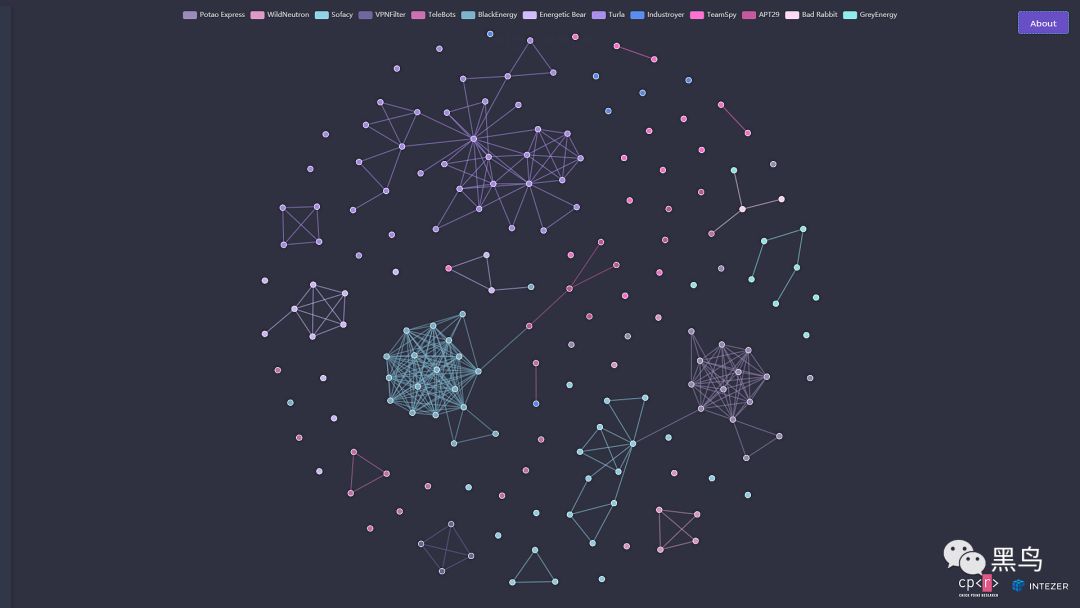 Potao Express WildNeutron Sofacy VPNFilter TeleBots BlackEnergy Energetic Bear Turla Industroyer TeamSpy APT29 Bad Rabbit GreyEnergy
About
黑鸟
cp<r>
CHECK POINT RESEARCH
INTEZER